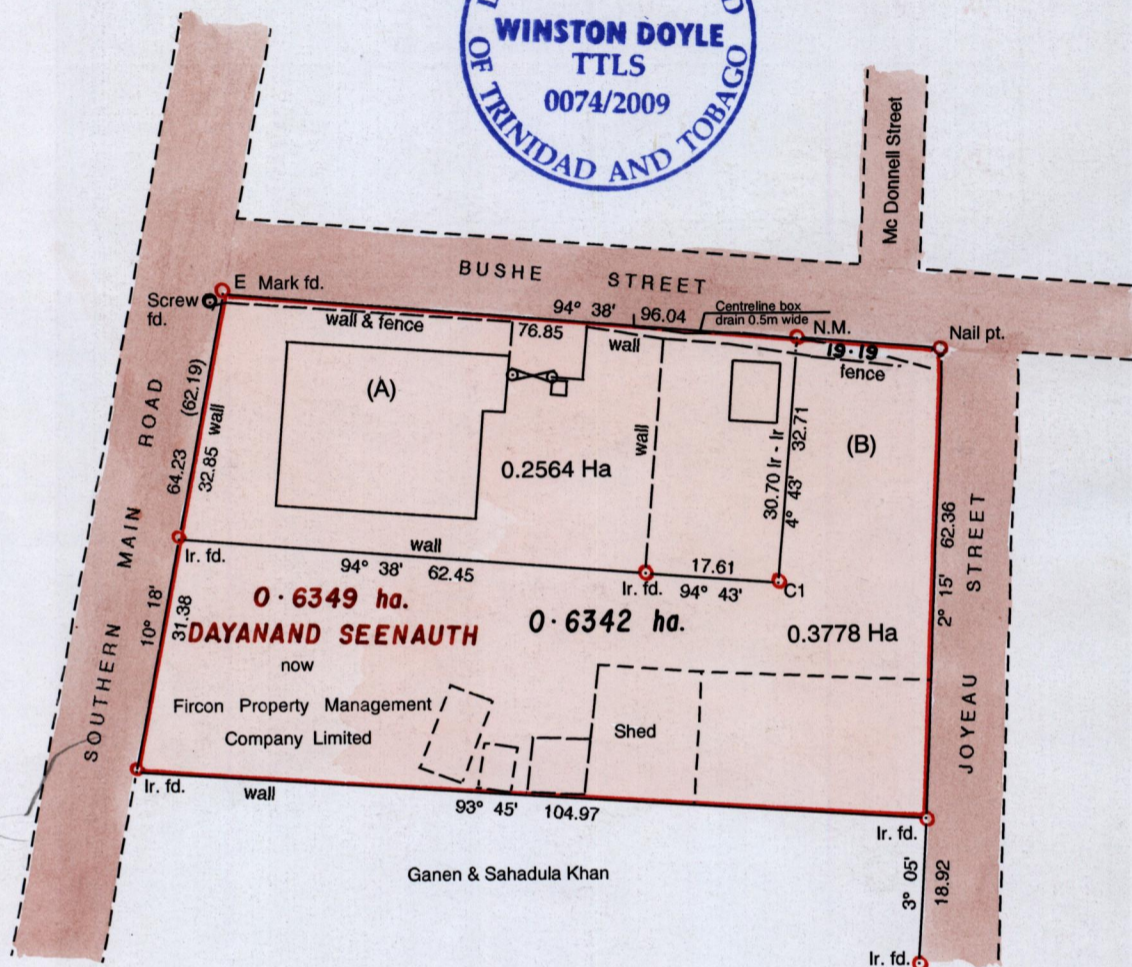 WINSTON DOYLE
TTLS
0074/2009
OF TRINIDAD AND TOBAGO
Mc Donnell Street
BUSHE STREET
E Mark fd.
Screw fd.
94° 38' 96.04
Centreline box
drain 0.5m wide
N.M.
Nail pt.
wall & fence
76.85
wall
19·19
fence
(A)
(B)
SOUTHERN MAIN ROAD
64.23 (62.19)
32.85 wall
wall
30.70 Ir - Ir
4° 43' 32.71
0.2564 Ha
JOYEAU STREET
2° 15' 62.36
Ir. fd.
wall
94° 38' 62.45
Ir. fd.
17.61
94° 43'
C1
10° 18'
31.38
0·6349 ha.
0·6342 ha.
DAYANAND SEENAUTH
0.3778 Ha
now
Fircon Property Management
Company Limited
Shed
Ir. fd.
wall
93° 45' 104.97
Ir. fd.
Ganen & Sahadula Khan
3° 05'
18.92
Ir. fd.